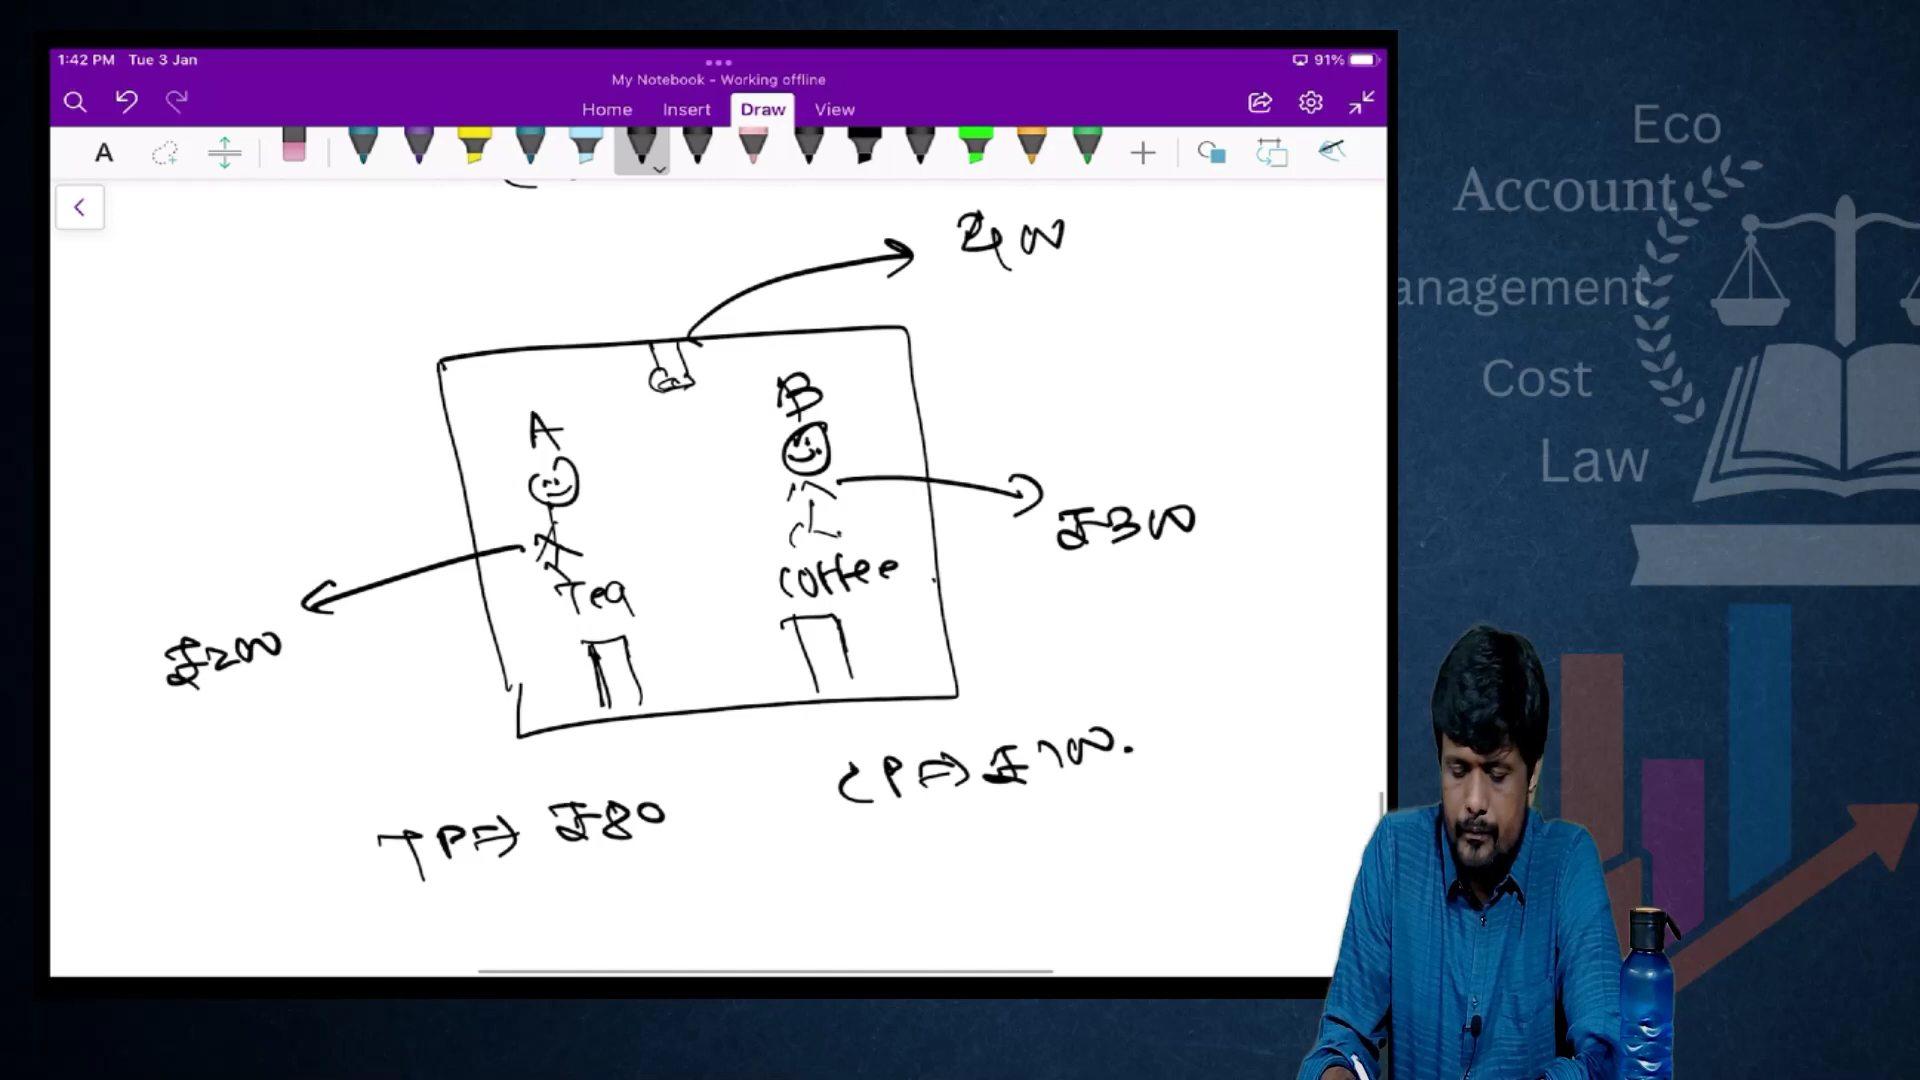 1:42 PM Tue 3 Jan
91%
My Notebook - Working offline
Home Insert Draw View
A
₹400
Gas
B
A
₹300
Coffee
Tea
₹200
CP ⇒ ₹100.
TP ⇒ ₹80
Eco
Account
anagement
Cost
Law